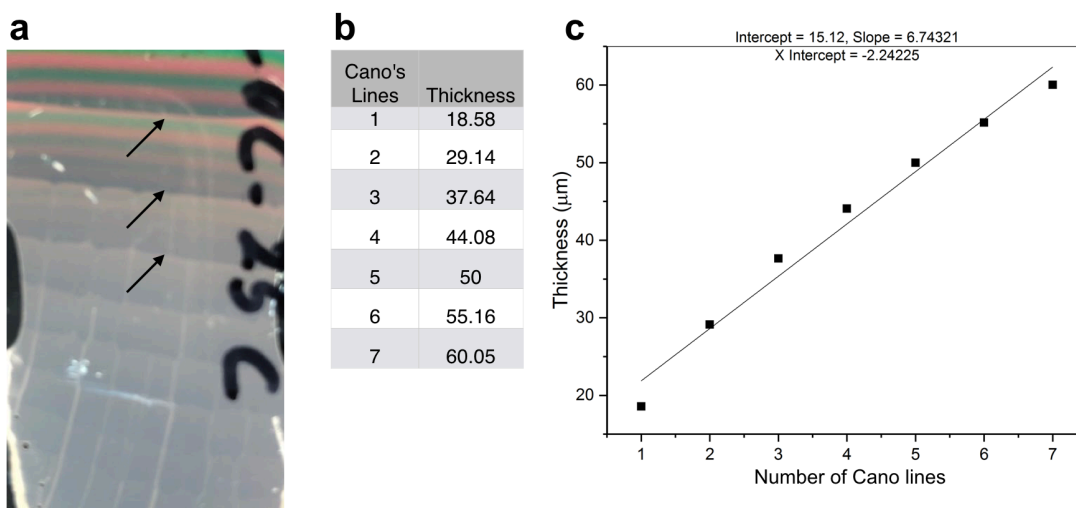 a
b
c
Cano's Lines Thickness
1 18.58
2 29.14
3 37.64
4 44.08
5 50
6 55.16
7 60.05
Intercept = 15.12, Slope = 6.74321
X Intercept = -2.24225
Thickness (μm)
60
50
40
30
20
1 2 3 4 5 6 7
Number of Cano lines